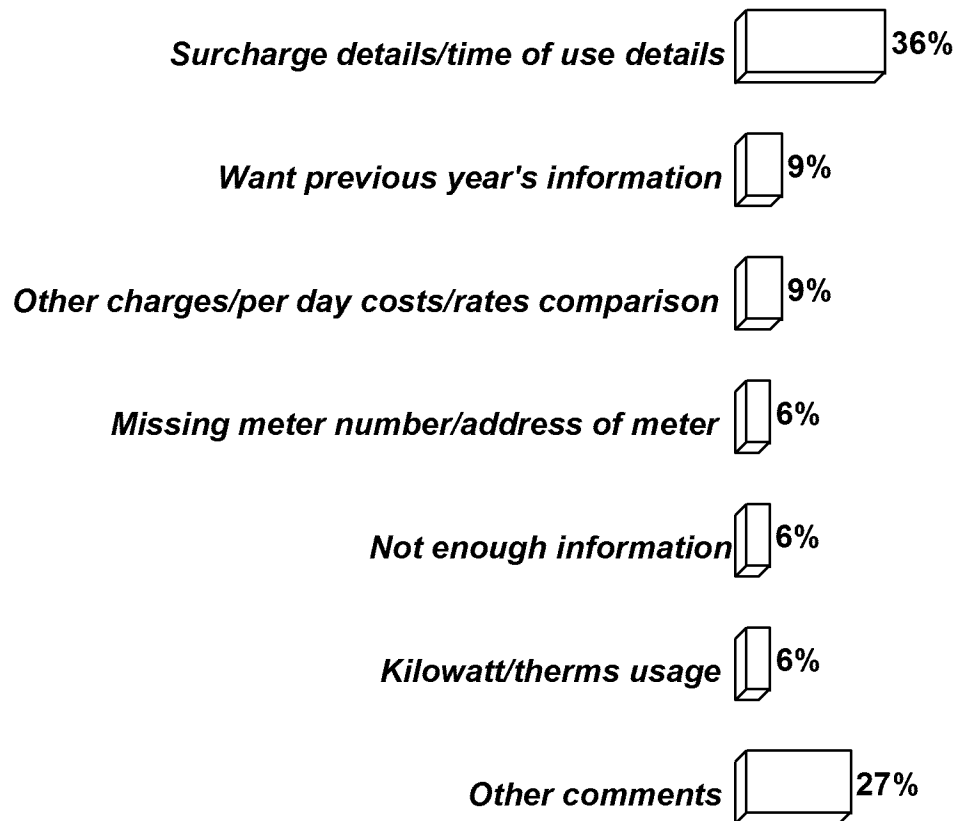 Surcharge details/time of use details 36%
Want previous year's information 9%
Other charges/per day costs/rates comparison 9%
Missing meter number/address of meter 6%
Not enough information 6%
Kilowatt/therms usage 6%
Other comments 27%